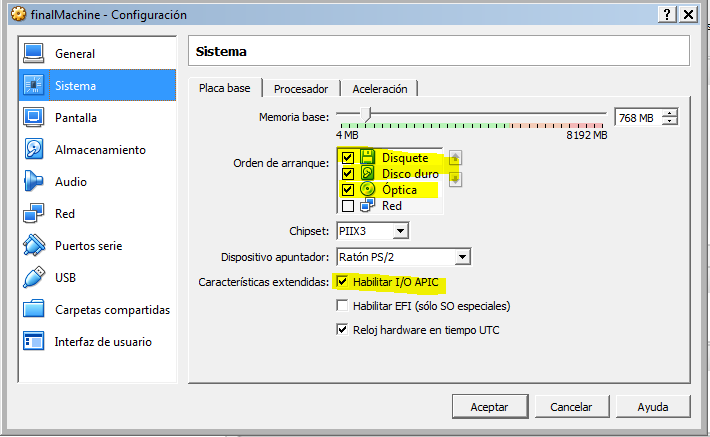 finalMachine - Configuración
General
Sistema
Pantalla
Almacenamiento
Audio
Red
Puertos serie
USB
Carpetas compartidas
Interfaz de usuario
Sistema
Placa base
Procesador
Aceleración
Memoria base:
768 MB
4 MB
8192 MB
Orden de arranque:
Disquete
Disco duro
Óptica
Red
Chipset:
PIIX3
Dispositivo apuntador:
Ratón PS/2
Características extendidas:
Habilitar I/O APIC
Habilitar EFI (sólo SO especiales)
Reloj hardware en tiempo UTC
Aceptar
Cancelar
Ayuda